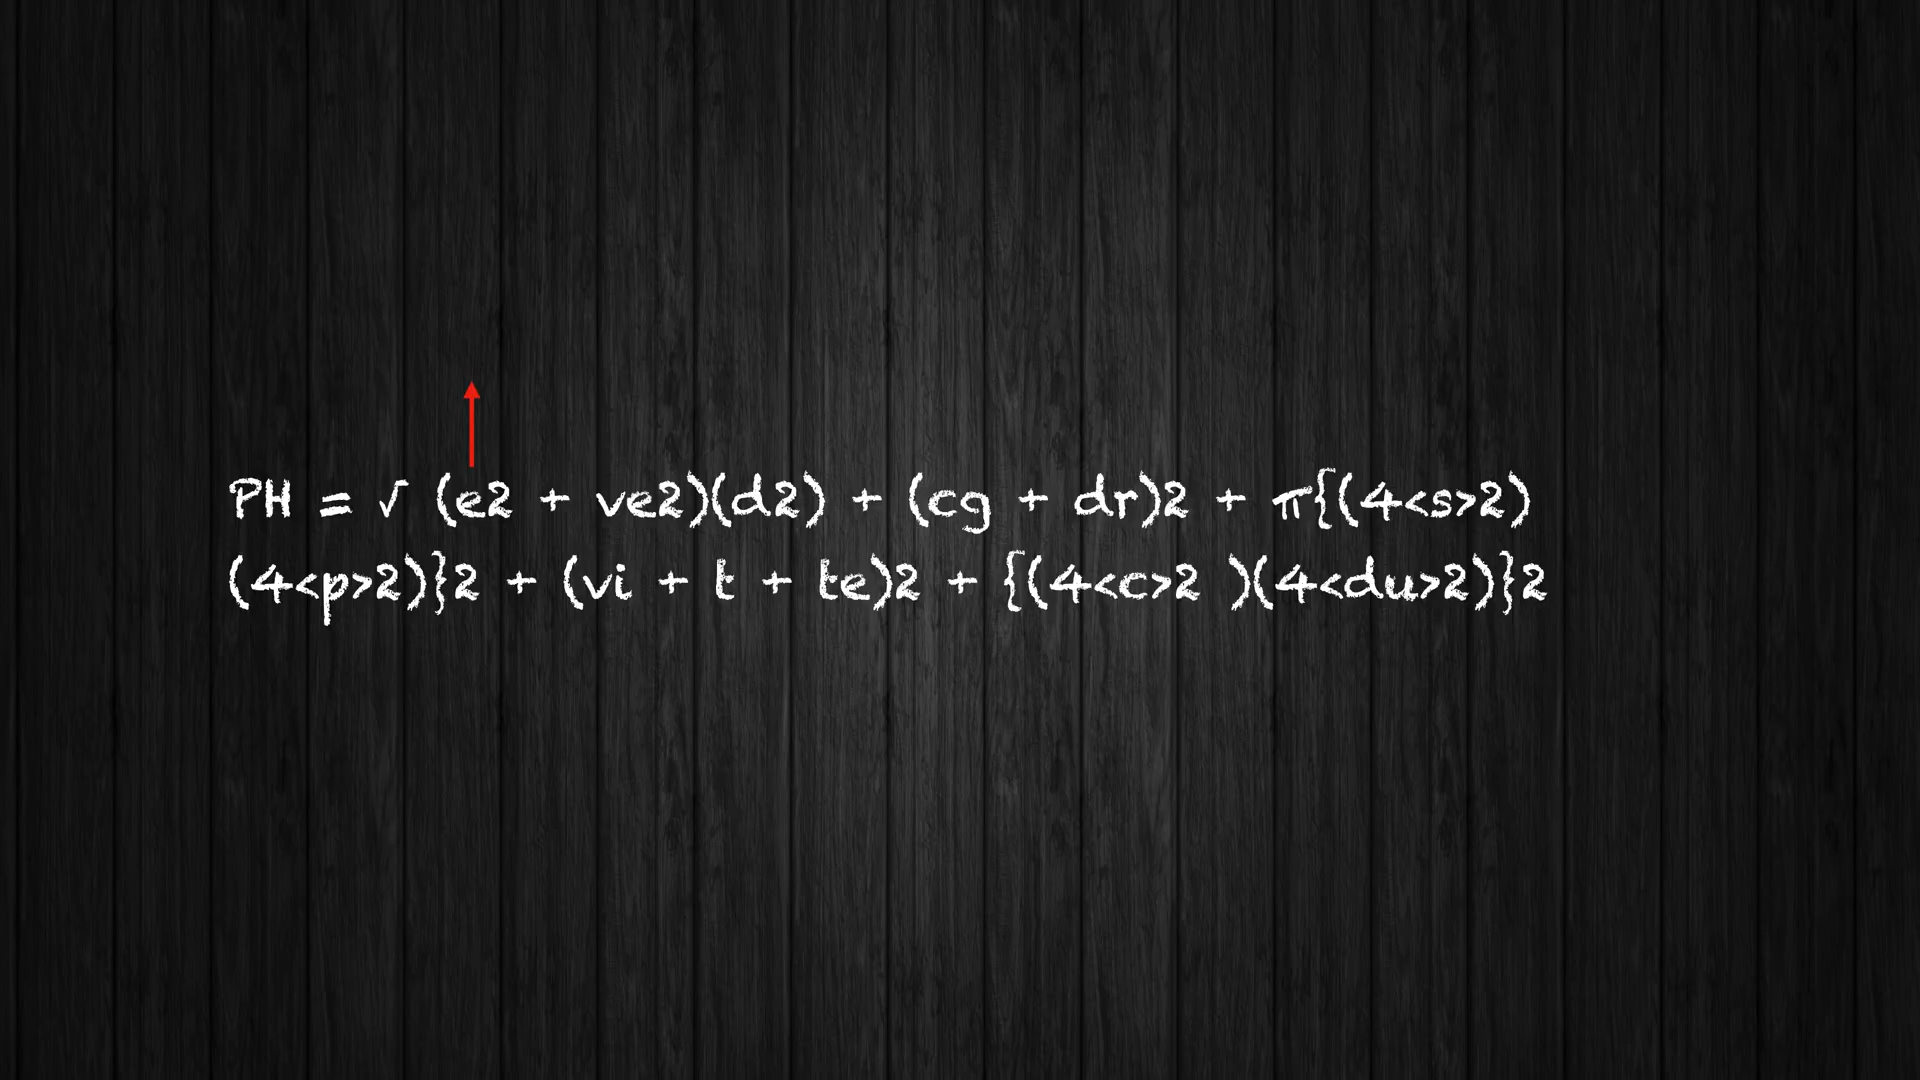 PH = √ (e2 + ve2)(d2) + (cg + dr)2 + π{(4<s>2)
(4<p>2)}2 + (vi + t + te)2 + {(4<c>2 )(4<du>2)}2